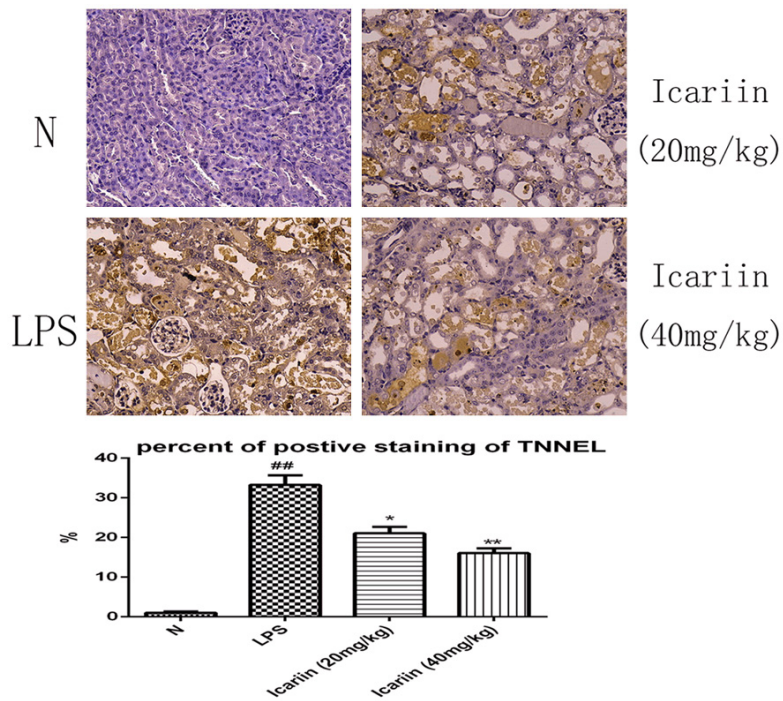 N
Icariin
(20mg/kg)
LPS
Icariin
(40mg/kg)
percent of postive staining of TNNEL
%
40
30
20
10
0
##
*
**
N
LPS
Icariin (20mg/kg)
Icariin (40mg/kg)